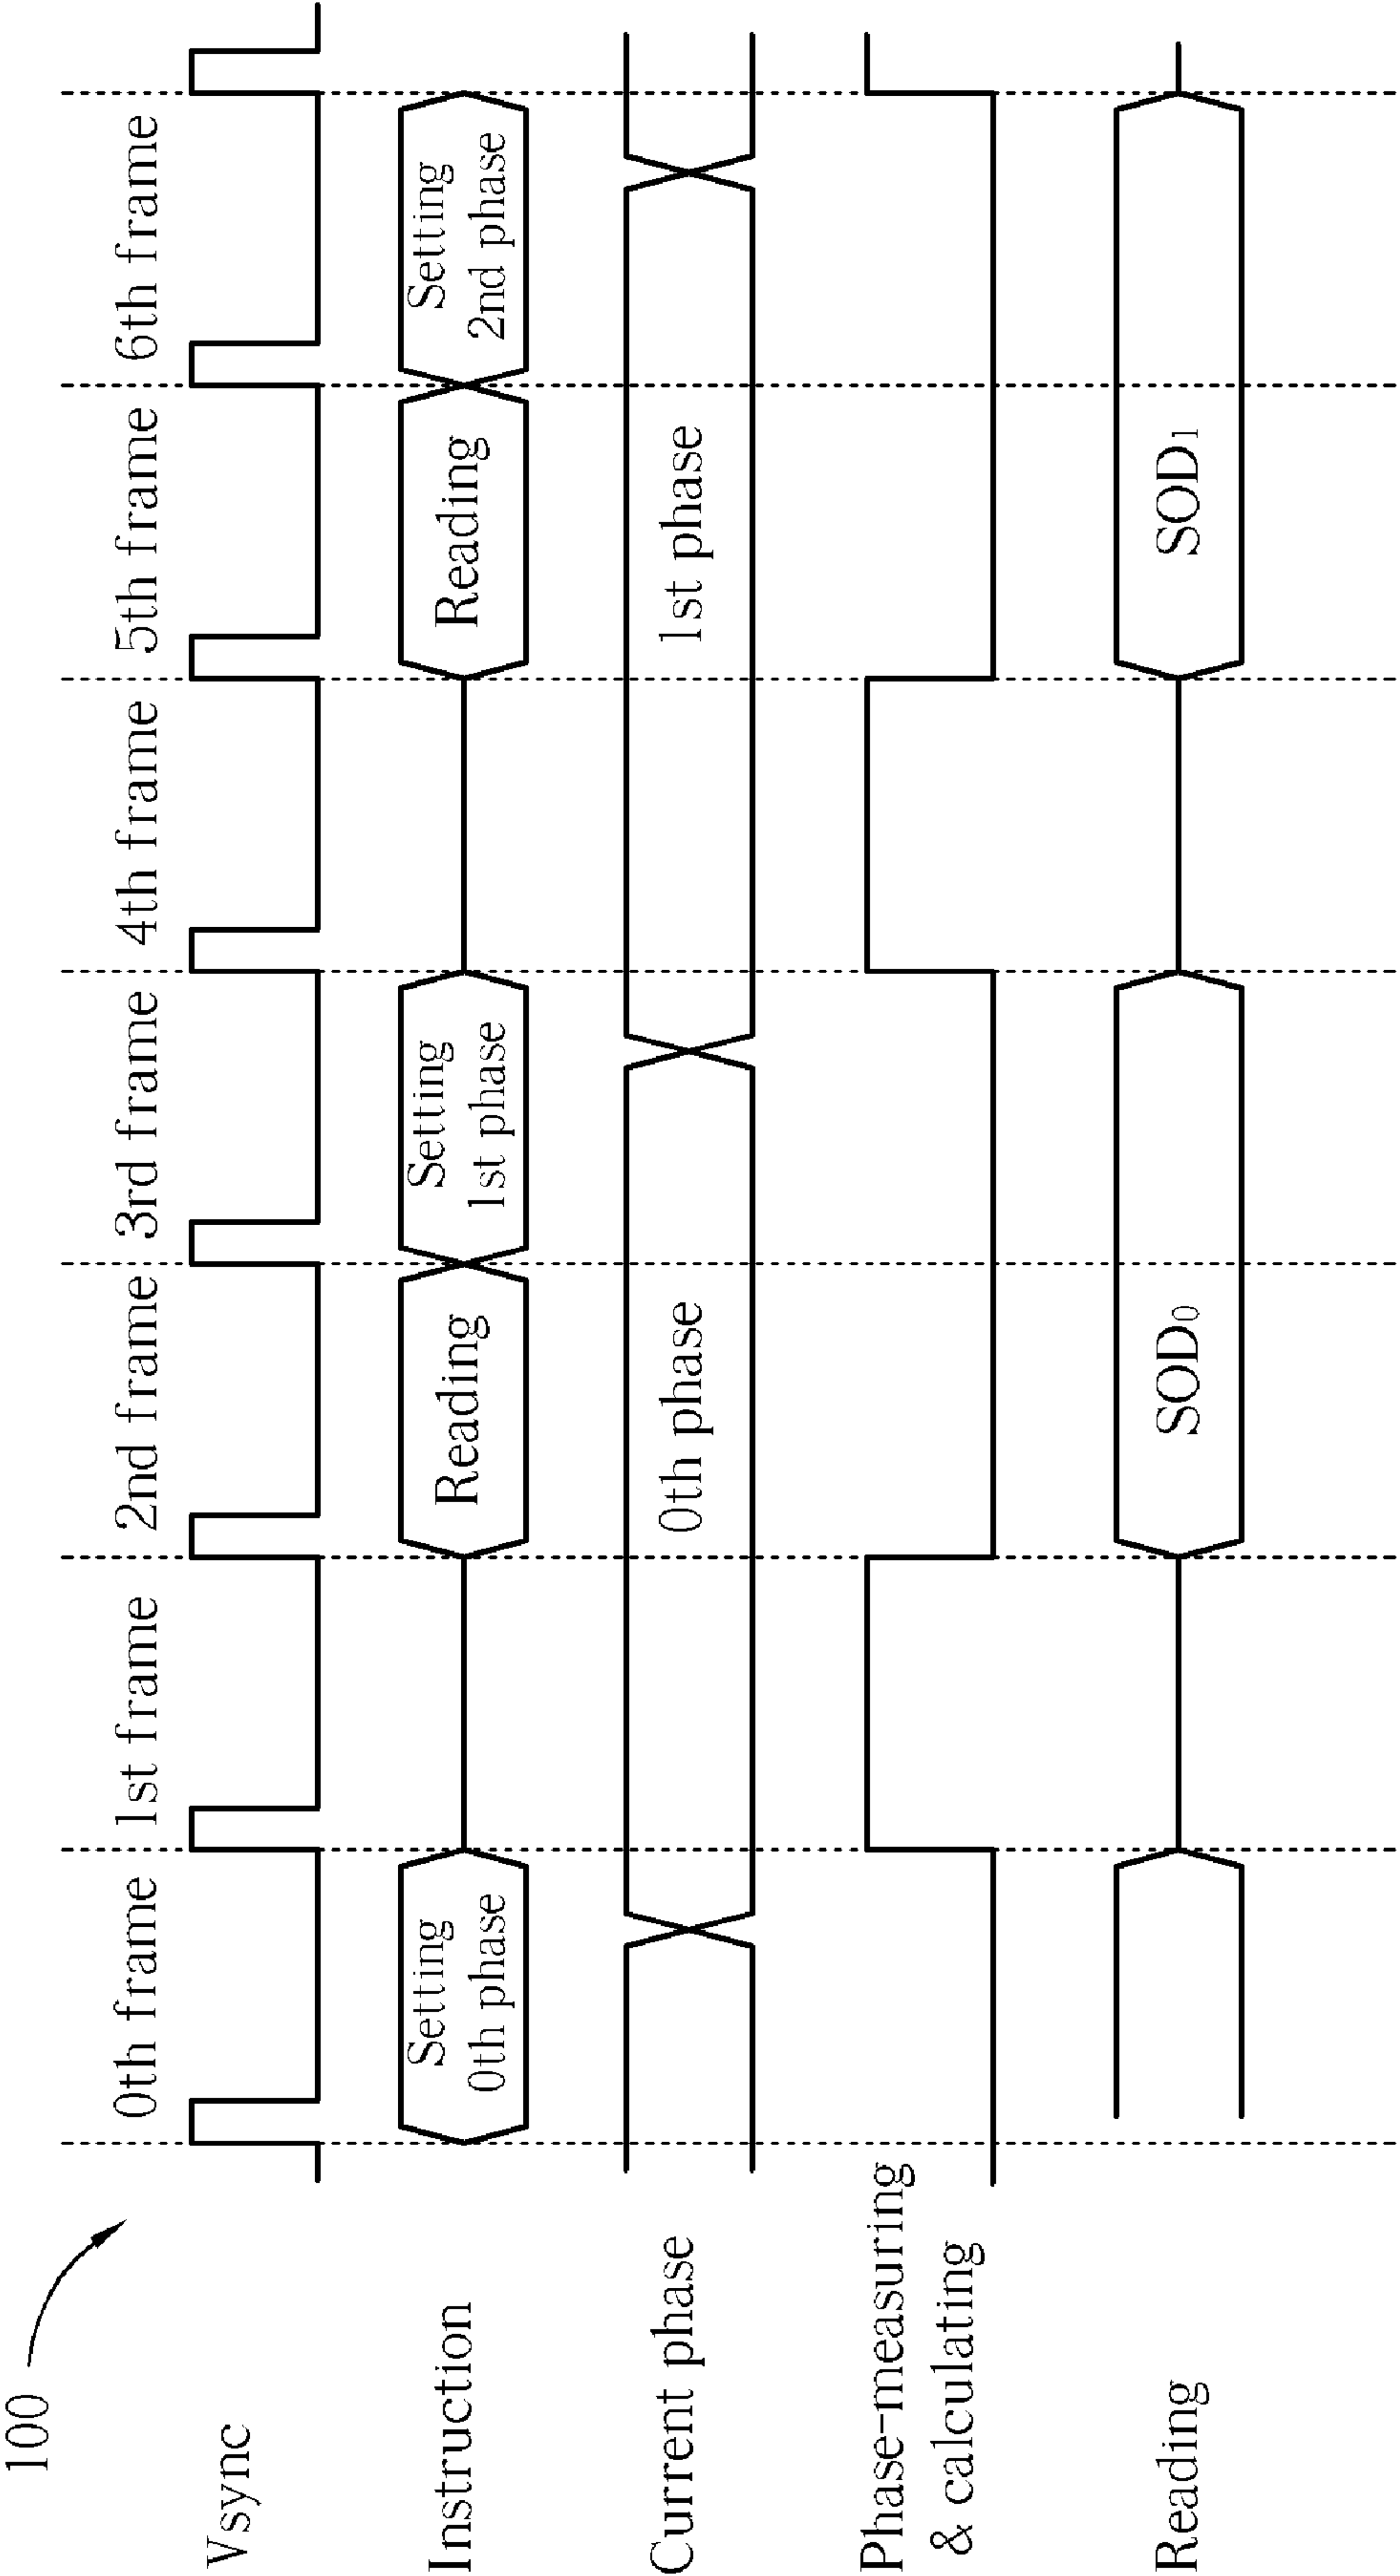 100
0th frame
1st frame
2nd frame
3rd frame
4th frame
5th frame
6th frame
Vsync
Instruction
Setting
0th phase
Reading
Setting
1st phase
Reading
Setting
2nd phase
Current phase
0th phase
1st phase
Phase-measuring
& calculating
Reading
SOD0
SOD1